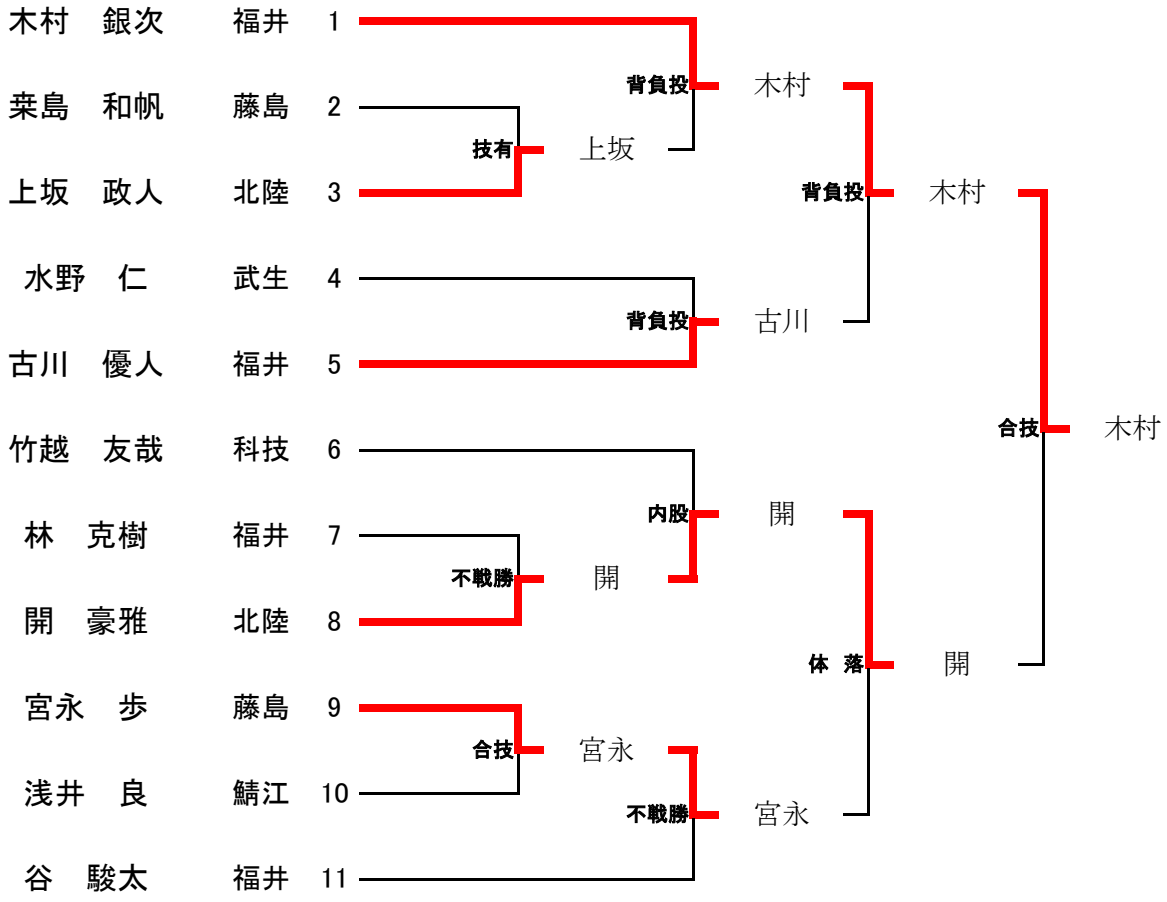 木村　銀次　福井　1
背負投　木村
桒島　和帆　藤島　2
技有　上坂
上坂　政人　北陸　3
背負投　木村
水野　仁　武生　4
背負投　古川
古川　優人　福井　5
合技　木村
竹越　友哉　科技　6
内股　開
林　克樹　福井　7
不戦勝　開
開　豪雅　北陸　8
体　落　開
宮永　歩　藤島　9
合技　宮永
浅井　良　鯖江　10
不戦勝　宮永
谷　駿太　福井　11